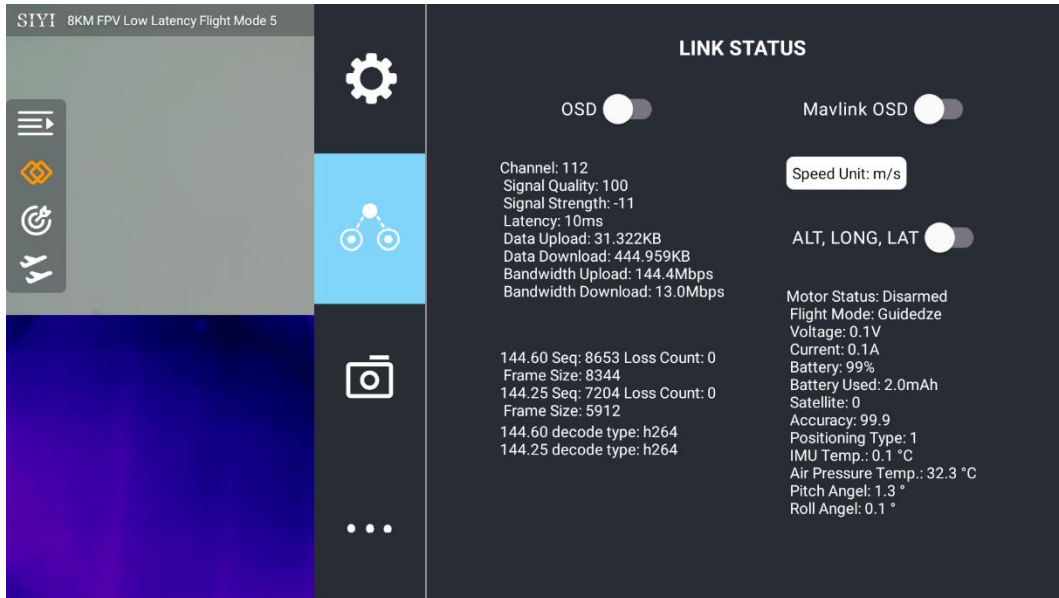 SIYI 8KM FPV Low Latency Flight Mode 5
LINK STATUS
OSD
Mavlink OSD
Channel: 112
Signal Quality: 100
Signal Strength: -11
Latency: 10ms
Data Upload: 31.322KB
Data Download: 444.959KB
Bandwidth Upload: 144.4Mbps
Bandwidth Download: 13.0Mbps
144.60 Seq: 8653 Loss Count: 0
Frame Size: 8344
144.25 Seq: 7204 Loss Count: 0
Frame Size: 5912
144.60 decode type: h264
144.25 decode type: h264
Speed Unit: m/s
ALT, LONG, LAT
Motor Status: Disarmed
Flight Mode: Guidedze
Voltage: 0.1V
Current: 0.1A
Battery: 99%
Battery Used: 2.0mAh
Satellite: 0
Accuracy: 99.9
Positioning Type: 1
IMU Temp.: 0.1 °C
Air Pressure Temp.: 32.3 °C
Pitch Angel: 1.3 °
Roll Angel: 0.1 °